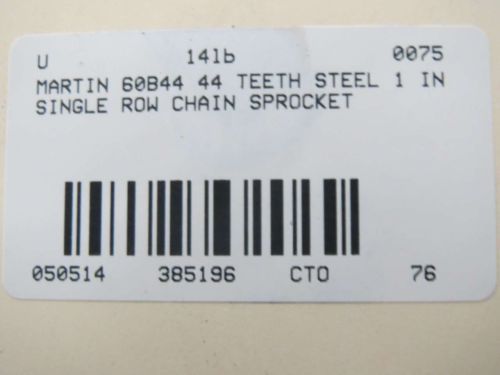 U 14lb 0075
MARTIN 60B44 44 TEETH STEEL 1 IN
SINGLE ROW CHAIN SPROCKET
050514 385196 CTO 76